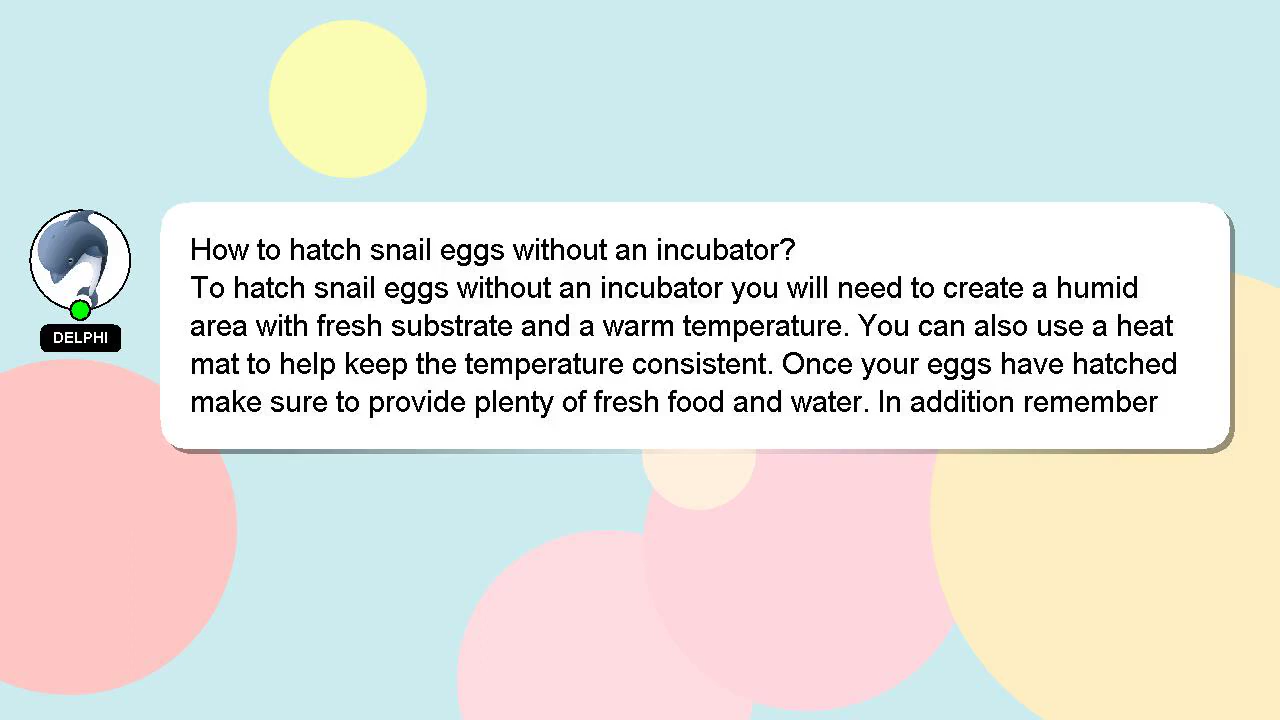 How to hatch snail eggs without an incubator?
To hatch snail eggs without an incubator you will need to create a humid
area with fresh substrate and a warm temperature. You can also use a heat
mat to help keep the temperature consistent. Once your eggs have hatched
make sure to provide plenty of fresh food and water. In addition remember
DELPHI